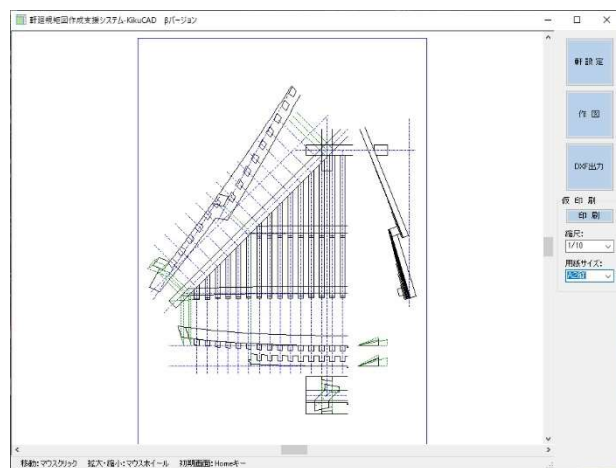 軒廻規矩図作成支援システム-KikuCAD βバージョン
軒 設 定
作 図
DXF出力
仮 印 刷
印 刷
縮尺:
1/10
用紙サイズ:
移動:マウスクリック 拡大・縮小:マウスホイール 初期画面:Homeキー